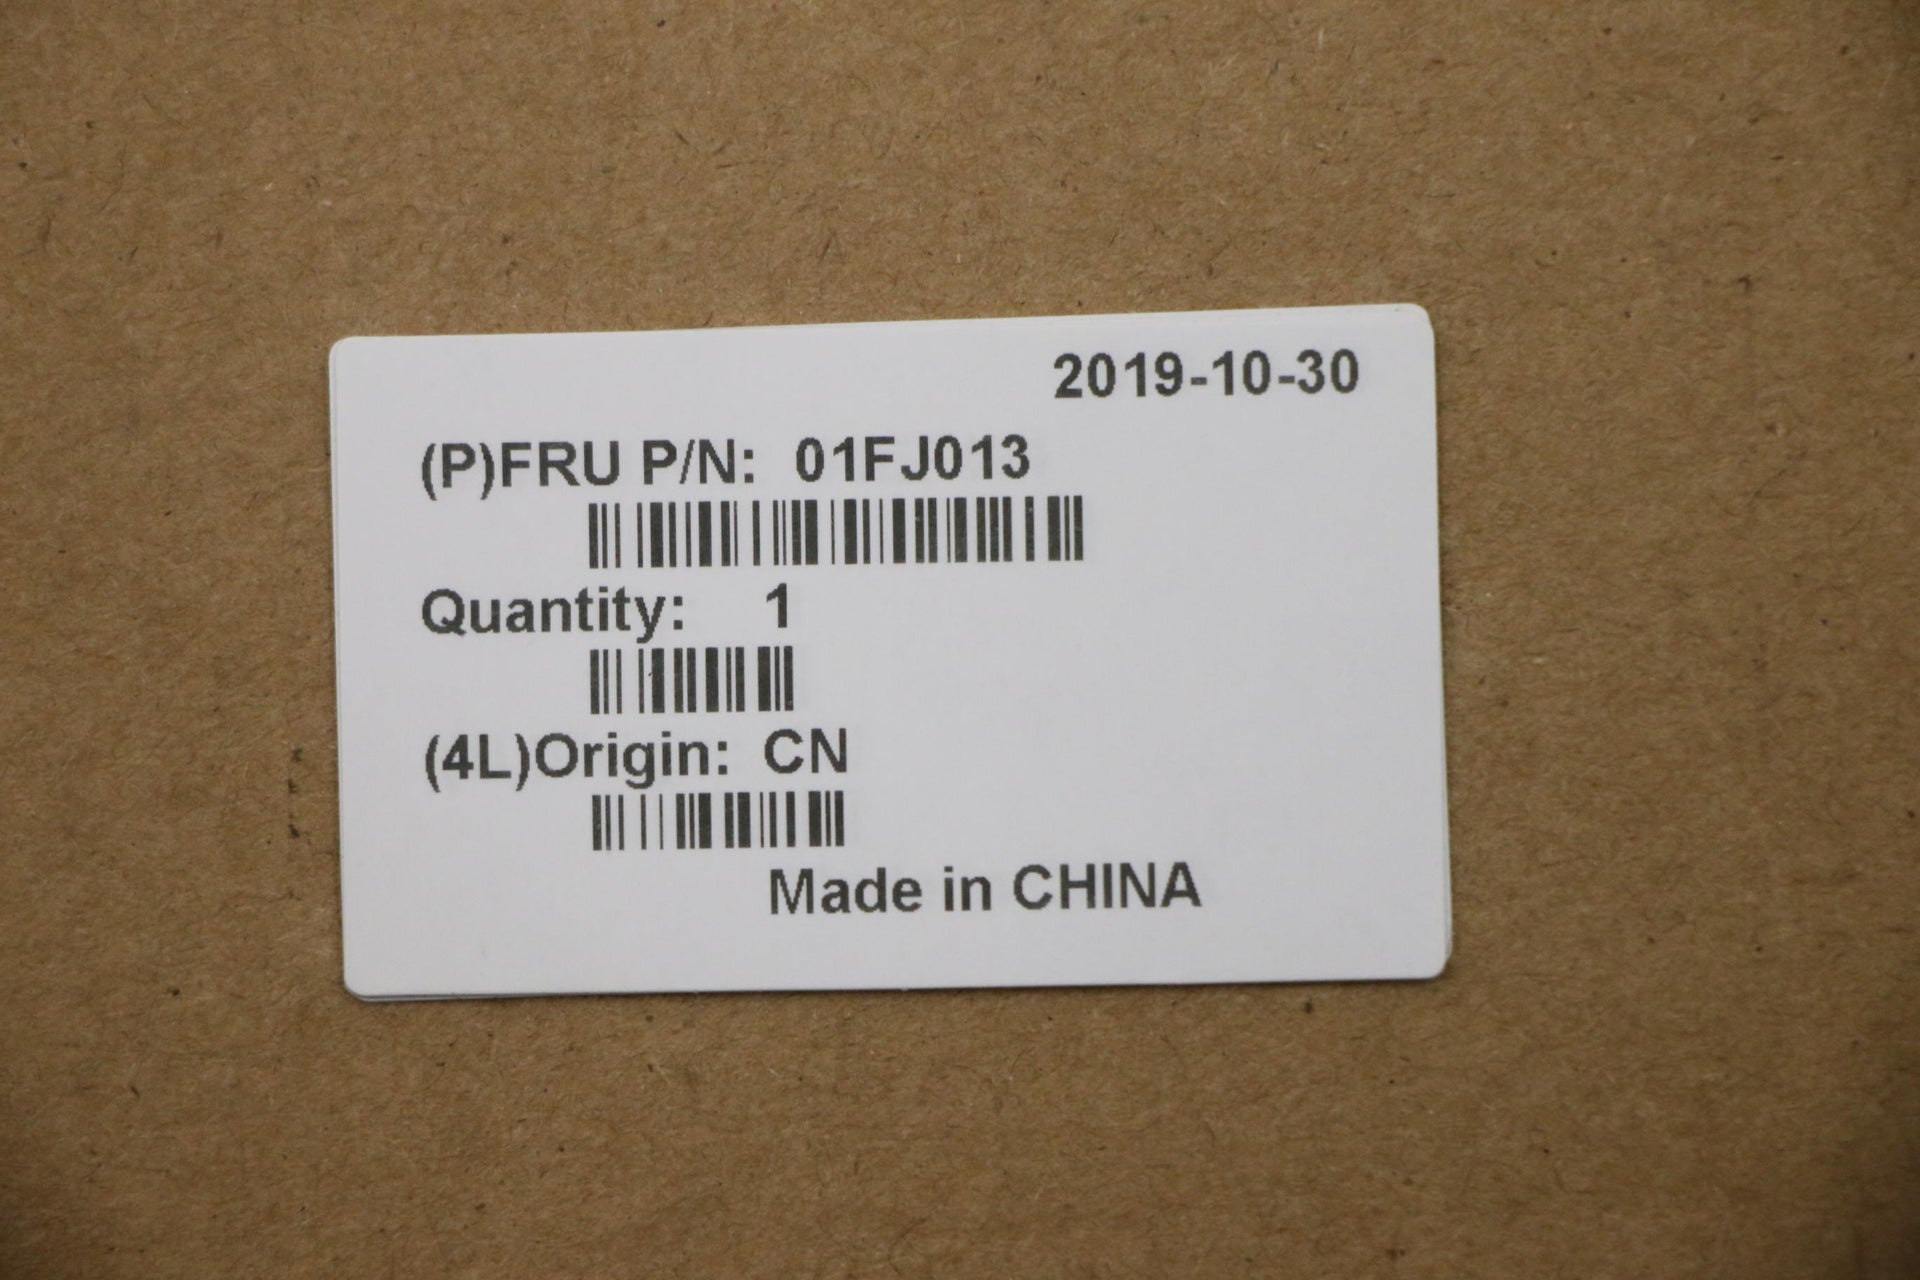 2019-10-30
(P)FRU P/N: 01FJ013
Quantity: 1
(4L)Origin: CN
Made in CHINA